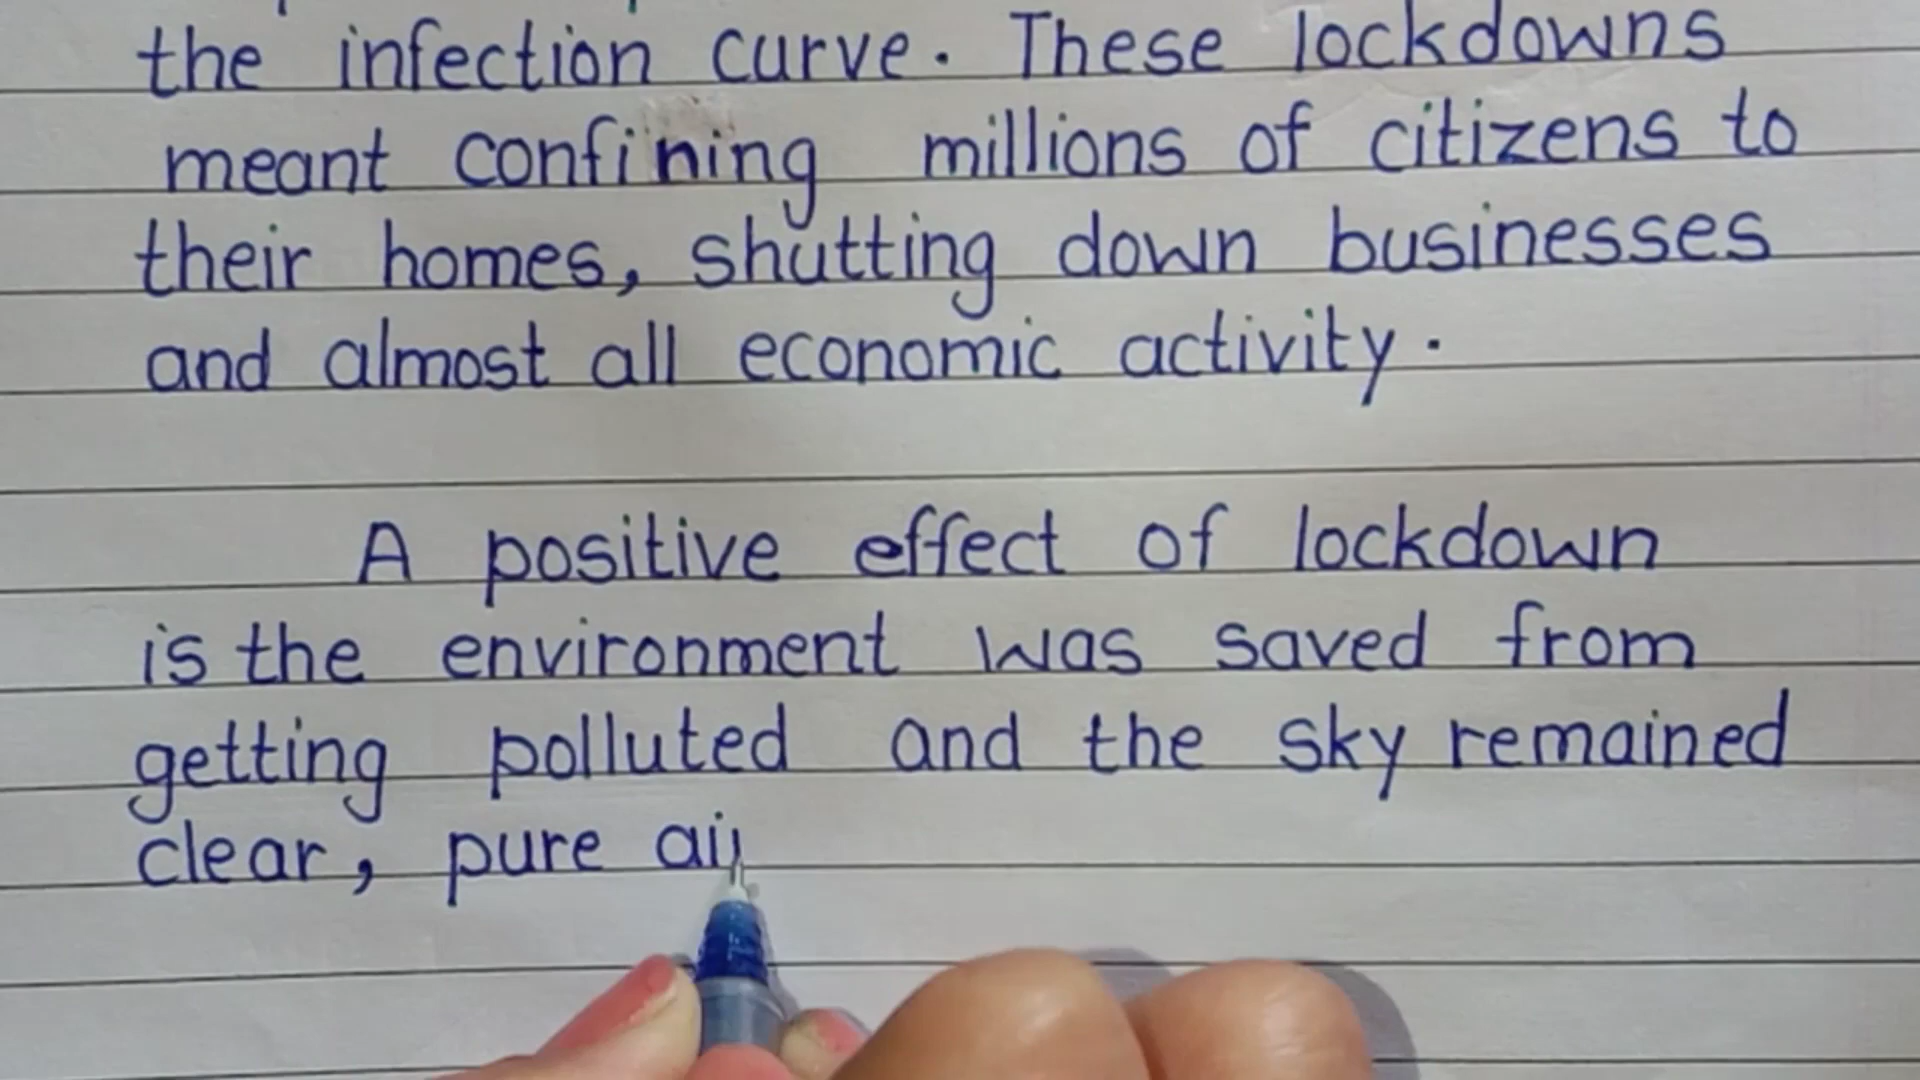 the infection curve. These lockdowns
meant confining millions of citizens to
their homes, shutting down businesses
and almost all economic activity.
A positive effect of lockdown
is the environment was saved from
getting polluted and the sky remained
clear, pure